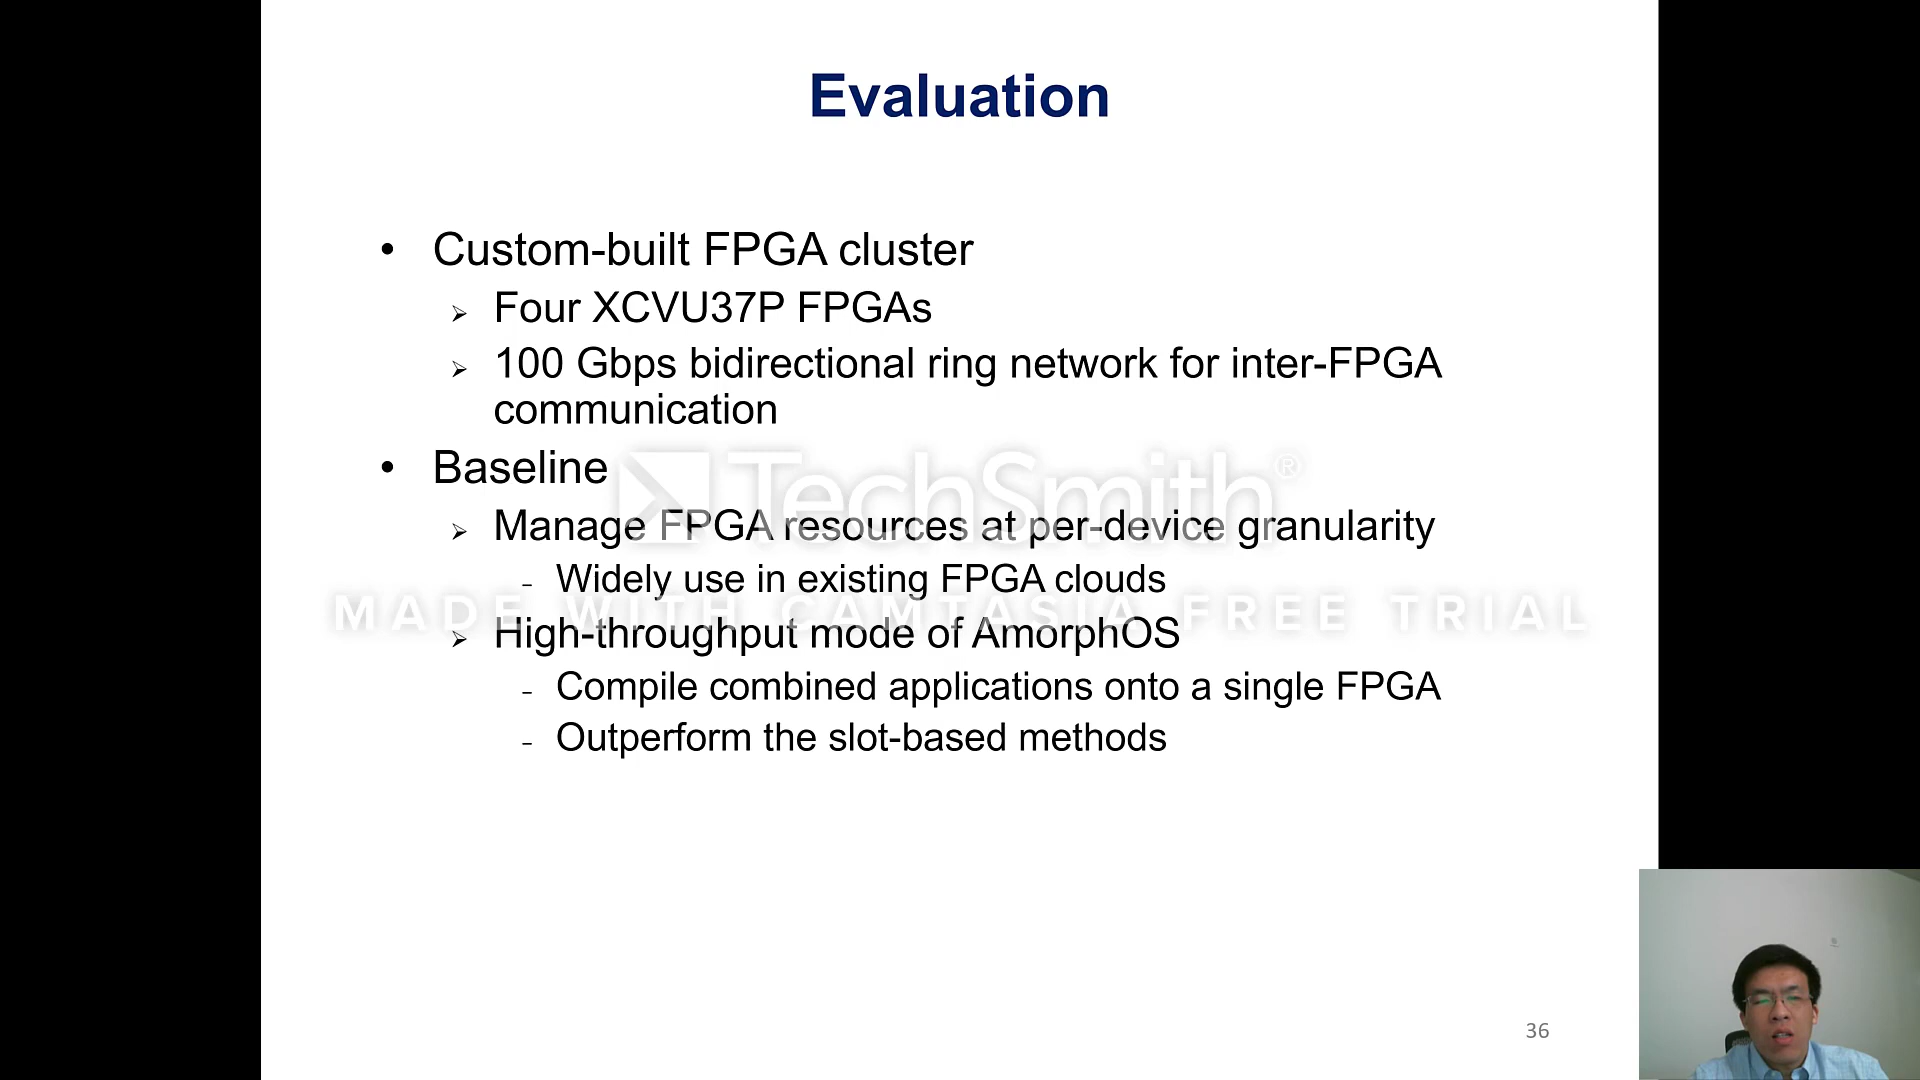 Evaluation
• Custom-built FPGA cluster
➢ Four XCVU37P FPGAs
➢ 100 Gbps bidirectional ring network for inter-FPGA
communication
• Baseline
TechSmith®
➢ Manage FPGA resources at per-device granularity
- Widely use in existing FPGA clouds
MADE WITH CAMTASIA FREE TRIAL
➢ High-throughput mode of AmorphOS
- Compile combined applications onto a single FPGA
- Outperform the slot-based methods
36